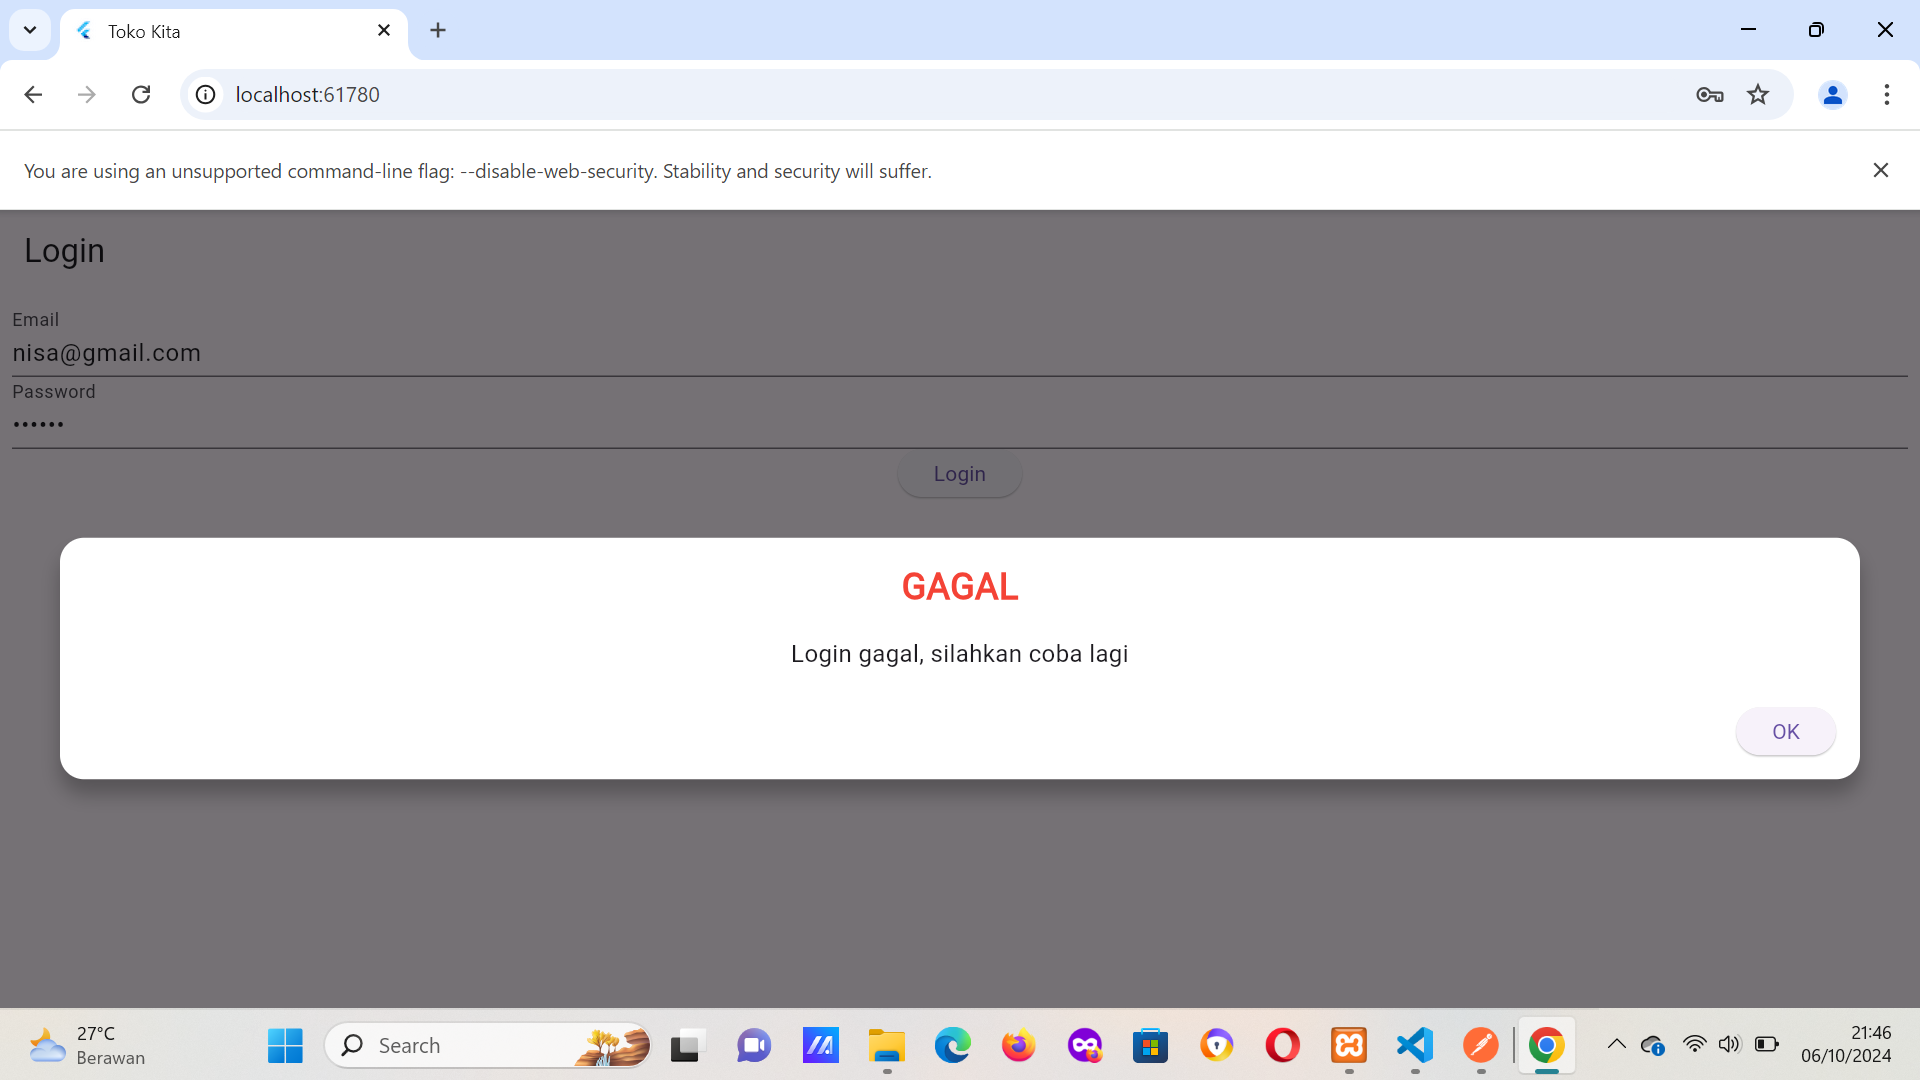 Toko Kita
localhost:61780
You are using an unsupported command-line flag: --disable-web-security. Stability and security will suffer.
Login
Email
nisa@gmail.com
Password
••••••
Login
GAGAL
Login gagal, silahkan coba lagi
OK
27°C
Berawan
Search
21:46
06/10/2024